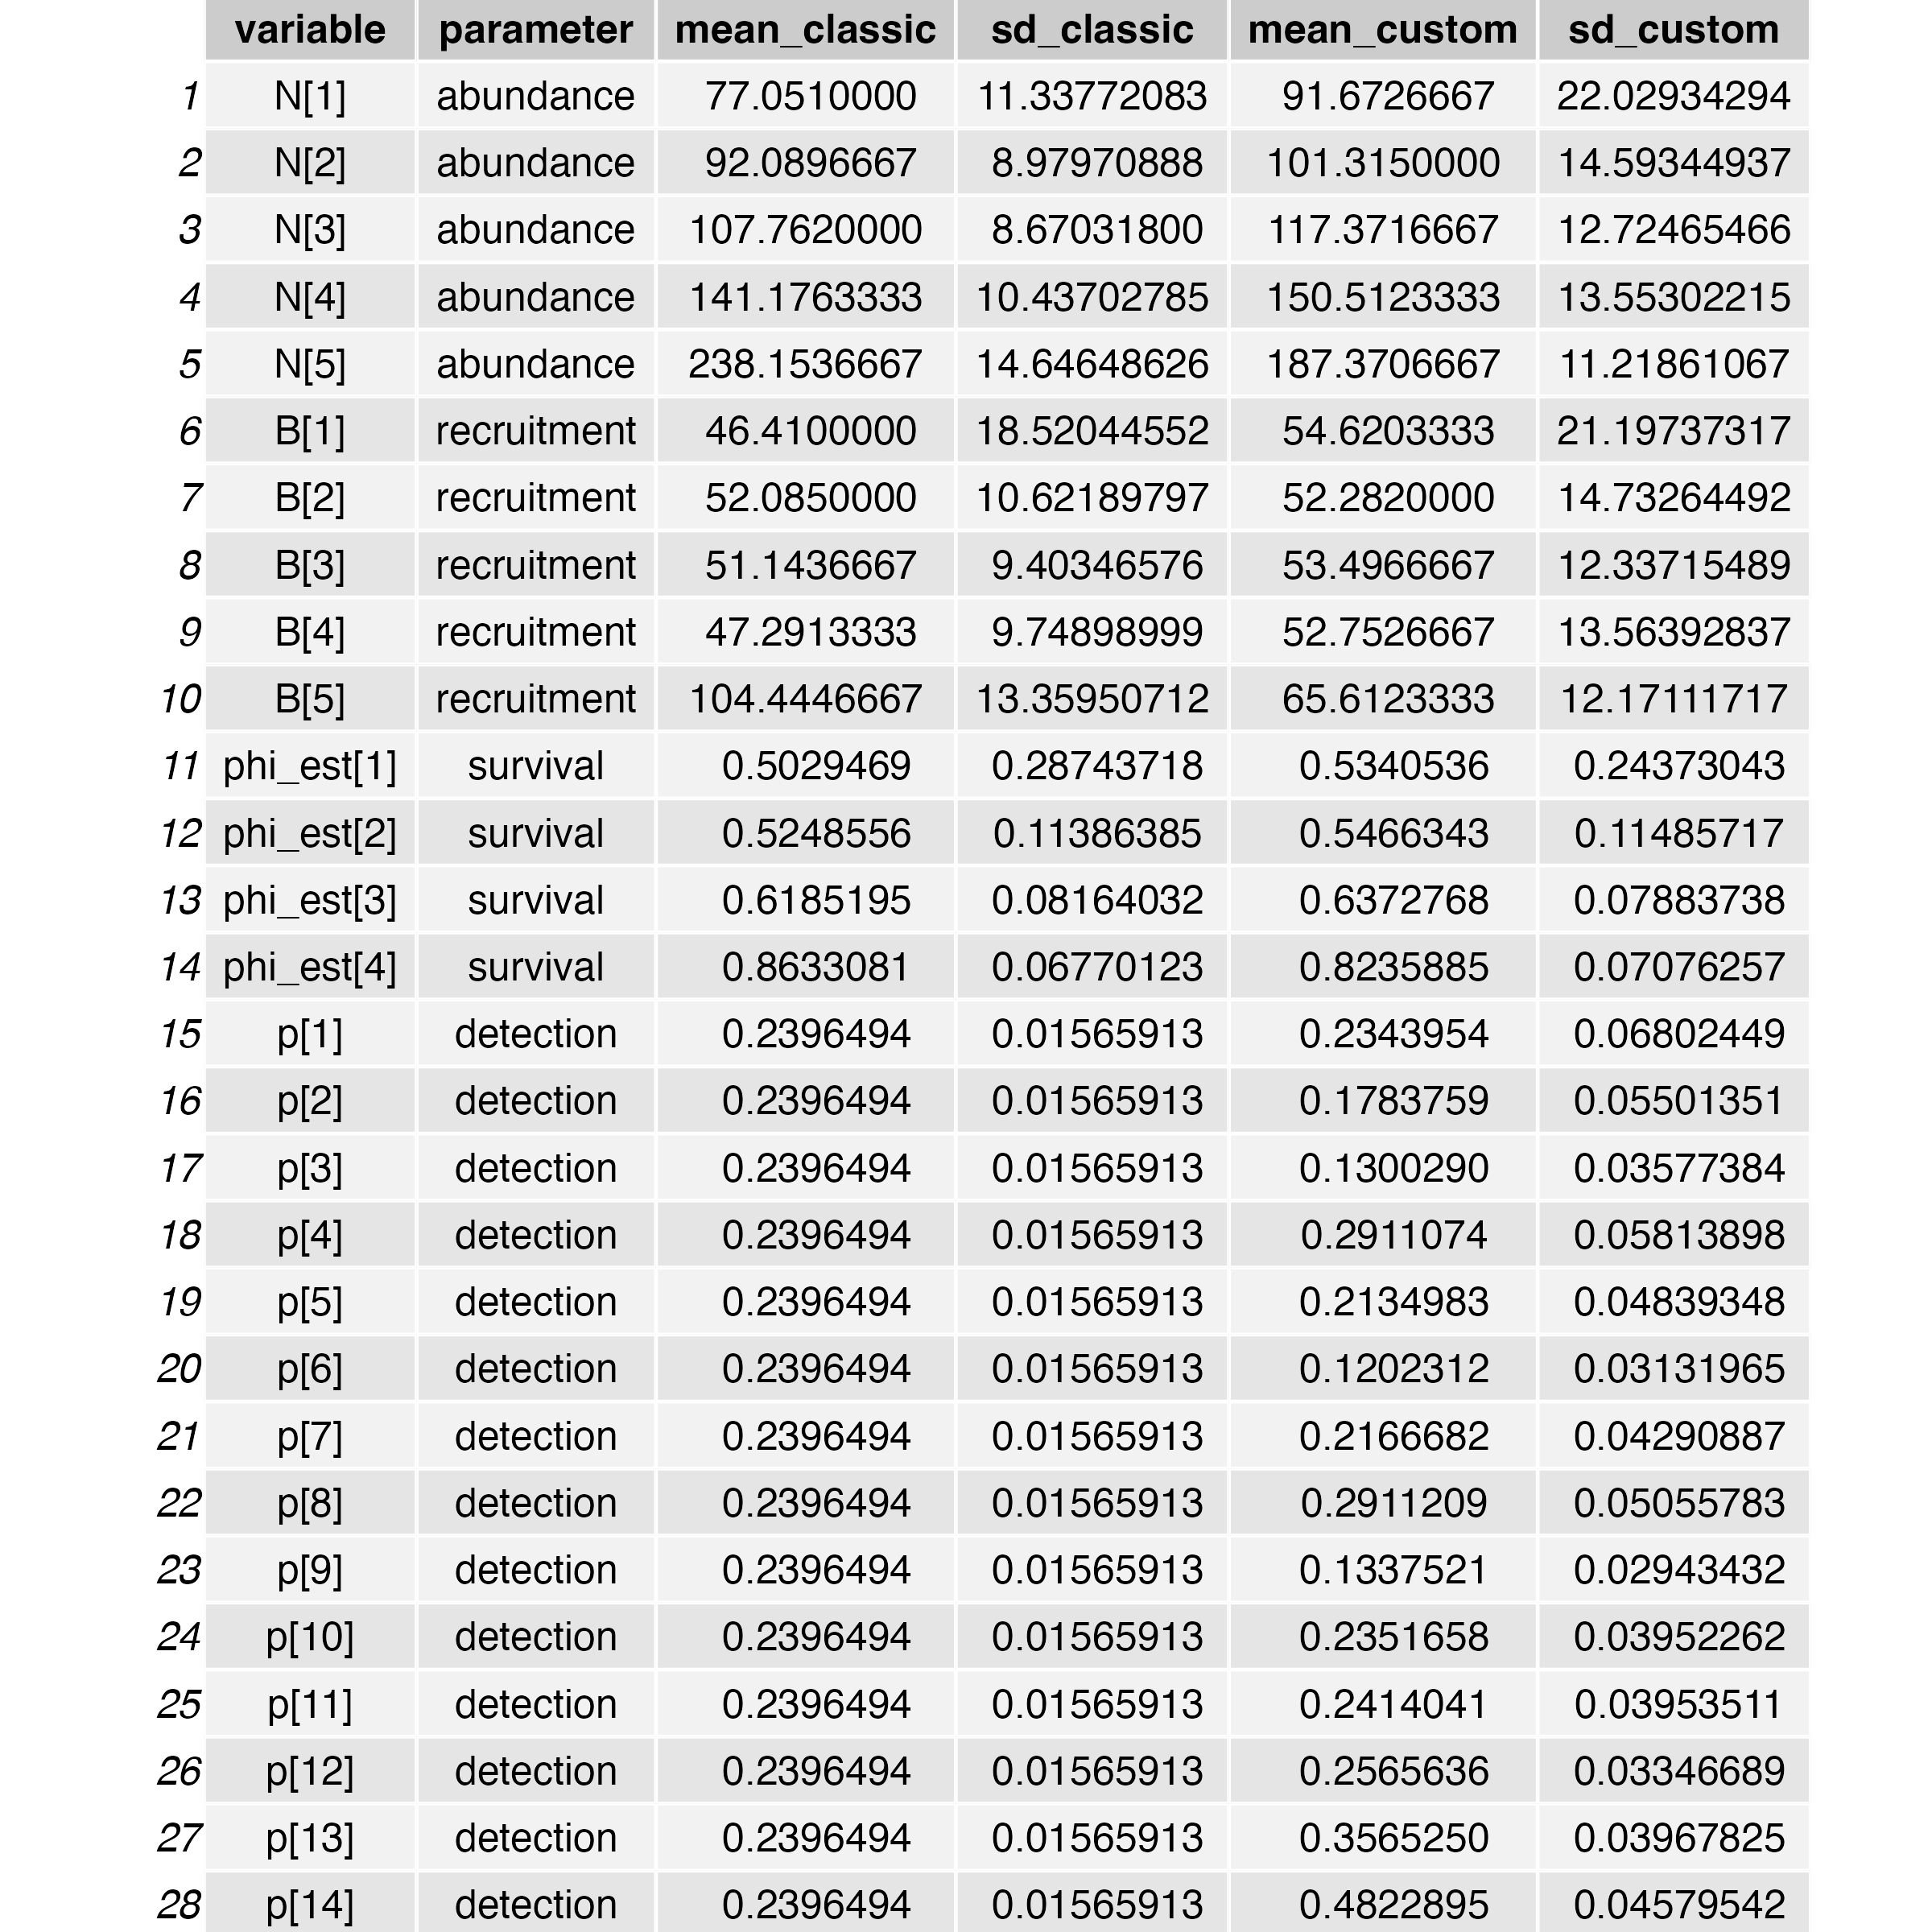 variable parameter mean_classic sd_classic mean_custom sd_custom
1 N[1] abundance 77.0510000 11.33772083 91.6726667 22.02934294
2 N[2] abundance 92.0896667 8.97970888 101.3150000 14.59344937
3 N[3] abundance 107.7620000 8.67031800 117.3716667 12.72465466
4 N[4] abundance 141.1763333 10.43702785 150.5123333 13.55302215
5 N[5] abundance 238.1536667 14.64648626 187.3706667 11.21861067
6 B[1] recruitment 46.4100000 18.52044552 54.6203333 21.19737317
7 B[2] recruitment 52.0850000 10.62189797 52.2820000 14.73264492
8 B[3] recruitment 51.1436667 9.40346576 53.4966667 12.33715489
9 B[4] recruitment 47.2913333 9.74898999 52.7526667 13.56392837
10 B[5] recruitment 104.4446667 13.35950712 65.6123333 12.17111717
11 phi_est[1] survival 0.5029469 0.28743718 0.5340536 0.24373043
12 phi_est[2] survival 0.5248556 0.11386385 0.5466343 0.11485717
13 phi_est[3] survival 0.6185195 0.08164032 0.6372768 0.07883738
14 phi_est[4] survival 0.8633081 0.06770123 0.8235885 0.07076257
15 p[1] detection 0.2396494 0.01565913 0.2343954 0.06802449
16 p[2] detection 0.2396494 0.01565913 0.1783759 0.05501351
17 p[3] detection 0.2396494 0.01565913 0.1300290 0.03577384
18 p[4] detection 0.2396494 0.01565913 0.2911074 0.05813898
19 p[5] detection 0.2396494 0.01565913 0.2134983 0.04839348
20 p[6] detection 0.2396494 0.01565913 0.1202312 0.03131965
21 p[7] detection 0.2396494 0.01565913 0.2166682 0.04290887
22 p[8] detection 0.2396494 0.01565913 0.2911209 0.05055783
23 p[9] detection 0.2396494 0.01565913 0.1337521 0.02943432
24 p[10] detection 0.2396494 0.01565913 0.2351658 0.03952262
25 p[11] detection 0.2396494 0.01565913 0.2414041 0.03953511
26 p[12] detection 0.2396494 0.01565913 0.2565636 0.03346689
27 p[13] detection 0.2396494 0.01565913 0.3565250 0.03967825
28 p[14] detection 0.2396494 0.01565913 0.4822895 0.04579542